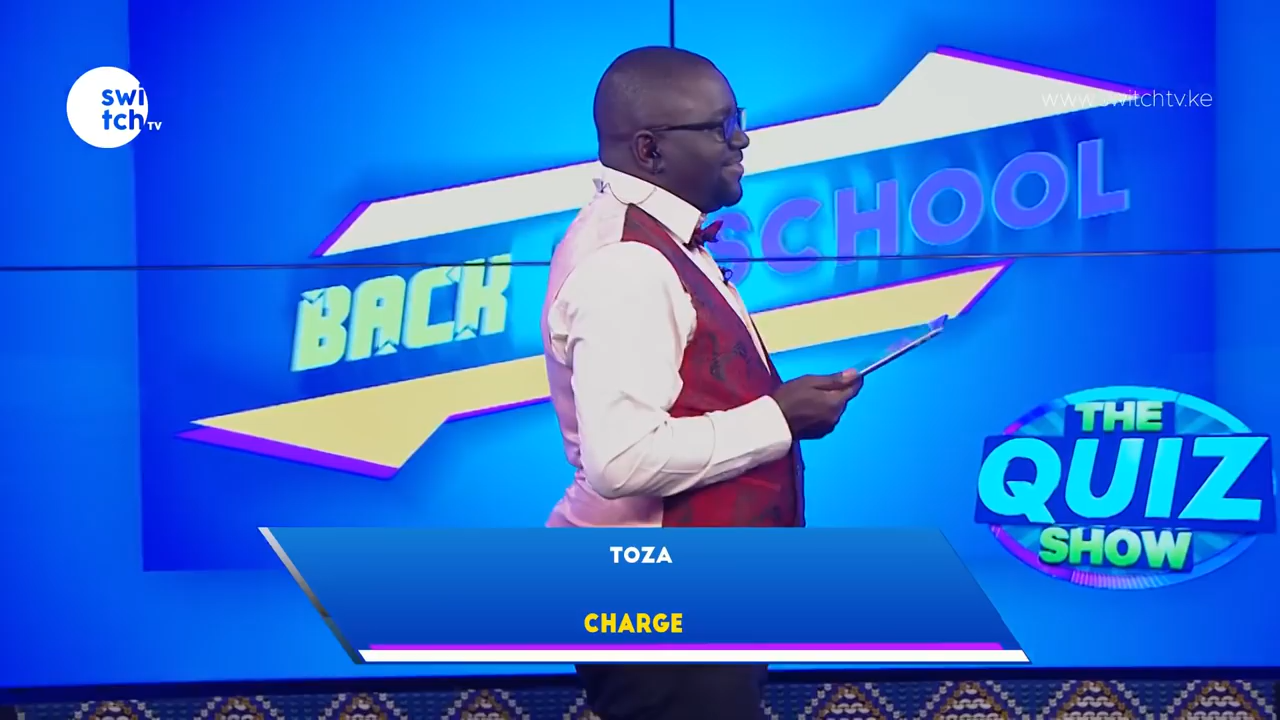 swi
tch TV
www.switchtv.ke
BACK
SCHOOL
THE
QUIZ
SHOW
TOZA
CHARGE